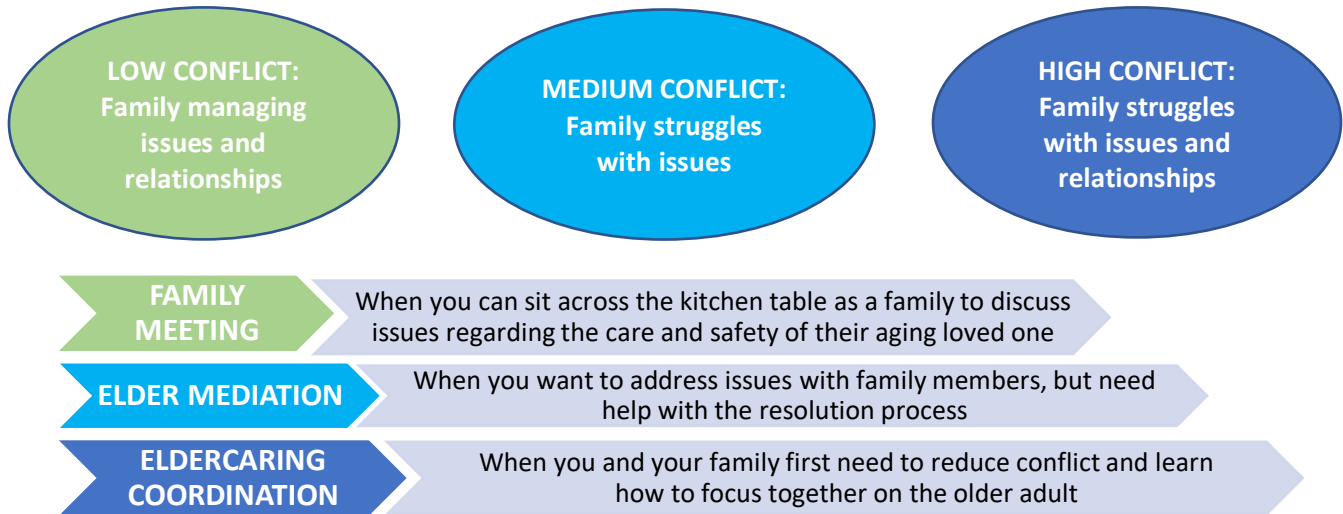 LOW CONFLICT:
Family managing
issues and
relationships
MEDIUM CONFLICT:
Family struggles
with issues
HIGH CONFLICT:
Family struggles
with issues and
relationships
FAMILY
MEETING
When you can sit across the kitchen table as a family to discuss
issues regarding the care and safety of their aging loved one
ELDER MEDIATION
When you want to address issues with family members, but need
help with the resolution process
ELDERCARING
COORDINATION
When you and your family first need to reduce conflict and learn
how to focus together on the older adult